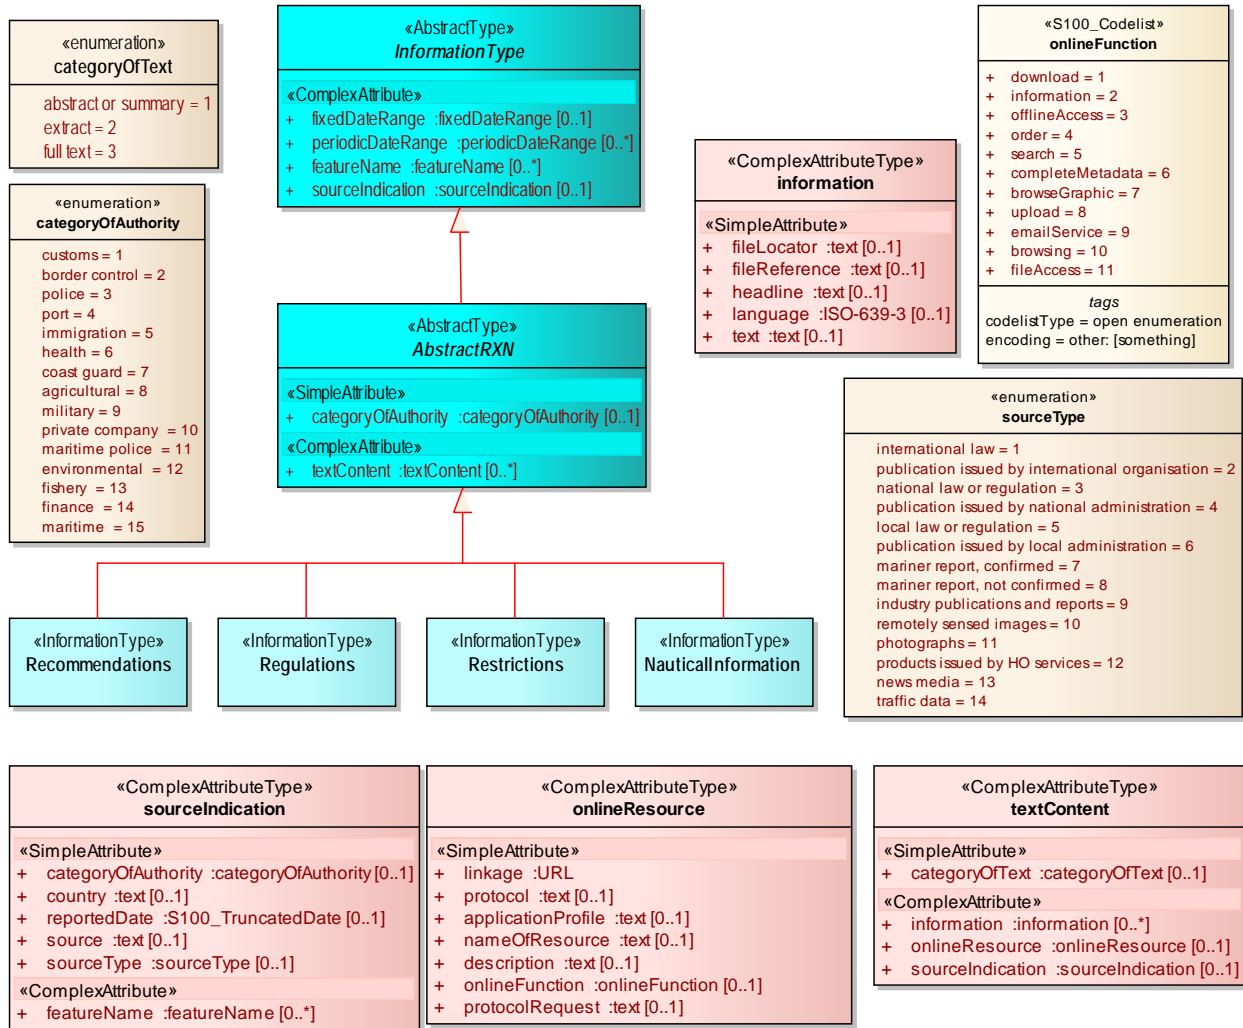 «enumeration»
categoryOfText
abstract or summary = 1
extract = 2
full text = 3
«enumeration»
categoryOfAuthority
customs = 1
border control = 2
police = 3
port = 4
immigration = 5
health = 6
coast guard = 7
agricultural = 8
military = 9
private company = 10
maritime police = 11
environmental = 12
fishery = 13
finance = 14
maritime = 15
«AbstractType»
InformationType
«ComplexAttribute»
+ fixedDateRange :fixedDateRange [0..1]
+ periodicDateRange :periodicDateRange [0..*]
+ featureName :featureName [0..*]
+ sourceIndication :sourceIndication [0..1]
«AbstractType»
AbstractRXN
«SimpleAttribute»
+ categoryOfAuthority :categoryOfAuthority [0..1]
«ComplexAttribute»
+ textContent :textContent [0..*]
«ComplexAttributeType»
information
«SimpleAttribute»
+ fileLocator :text [0..1]
+ fileReference :text [0..1]
+ headline :text [0..1]
+ language :ISO-639-3 [0..1]
+ text :text [0..1]
«S100_Codelist»
onlineFunction
+ download = 1
+ information = 2
+ offlineAccess = 3
+ order = 4
+ search = 5
+ completeMetadata = 6
+ browseGraphic = 7
+ upload = 8
+ emailService = 9
+ browsing = 10
+ fileAccess = 11
tags
codelistType = open enumeration
encoding = other: [something]
«enumeration»
sourceType
international law = 1
publication issued by international organisation = 2
national law or regulation = 3
publication issued by national administration = 4
local law or regulation = 5
publication issued by local administration = 6
mariner report, confirmed = 7
mariner report, not confirmed = 8
industry publications and reports = 9
remotely sensed images = 10
photographs = 11
products issued by HO services = 12
news media = 13
traffic data = 14
«InformationType»
Recommendations
«InformationType»
Regulations
«InformationType»
Restrictions
«InformationType»
NauticalInformation
«ComplexAttributeType»
sourceIndication
«SimpleAttribute»
+ categoryOfAuthority :categoryOfAuthority [0..1]
+ country :text [0..1]
+ reportedDate :S100_TruncatedDate [0..1]
+ source :text [0..1]
+ sourceType :sourceType [0..1]
«ComplexAttribute»
+ featureName :featureName [0..*]
«ComplexAttributeType»
onlineResource
«SimpleAttribute»
+ linkage :URL
+ protocol :text [0..1]
+ applicationProfile :text [0..1]
+ nameOfResource :text [0..1]
+ description :text [0..1]
+ onlineFunction :onlineFunction [0..1]
+ protocolRequest :text [0..1]
«ComplexAttributeType»
textContent
«SimpleAttribute»
+ categoryOfText :categoryOfText [0..1]
«ComplexAttribute»
+ information :information [0..*]
+ onlineResource :onlineResource [0..1]
+ sourceIndication :sourceIndication [0..1]